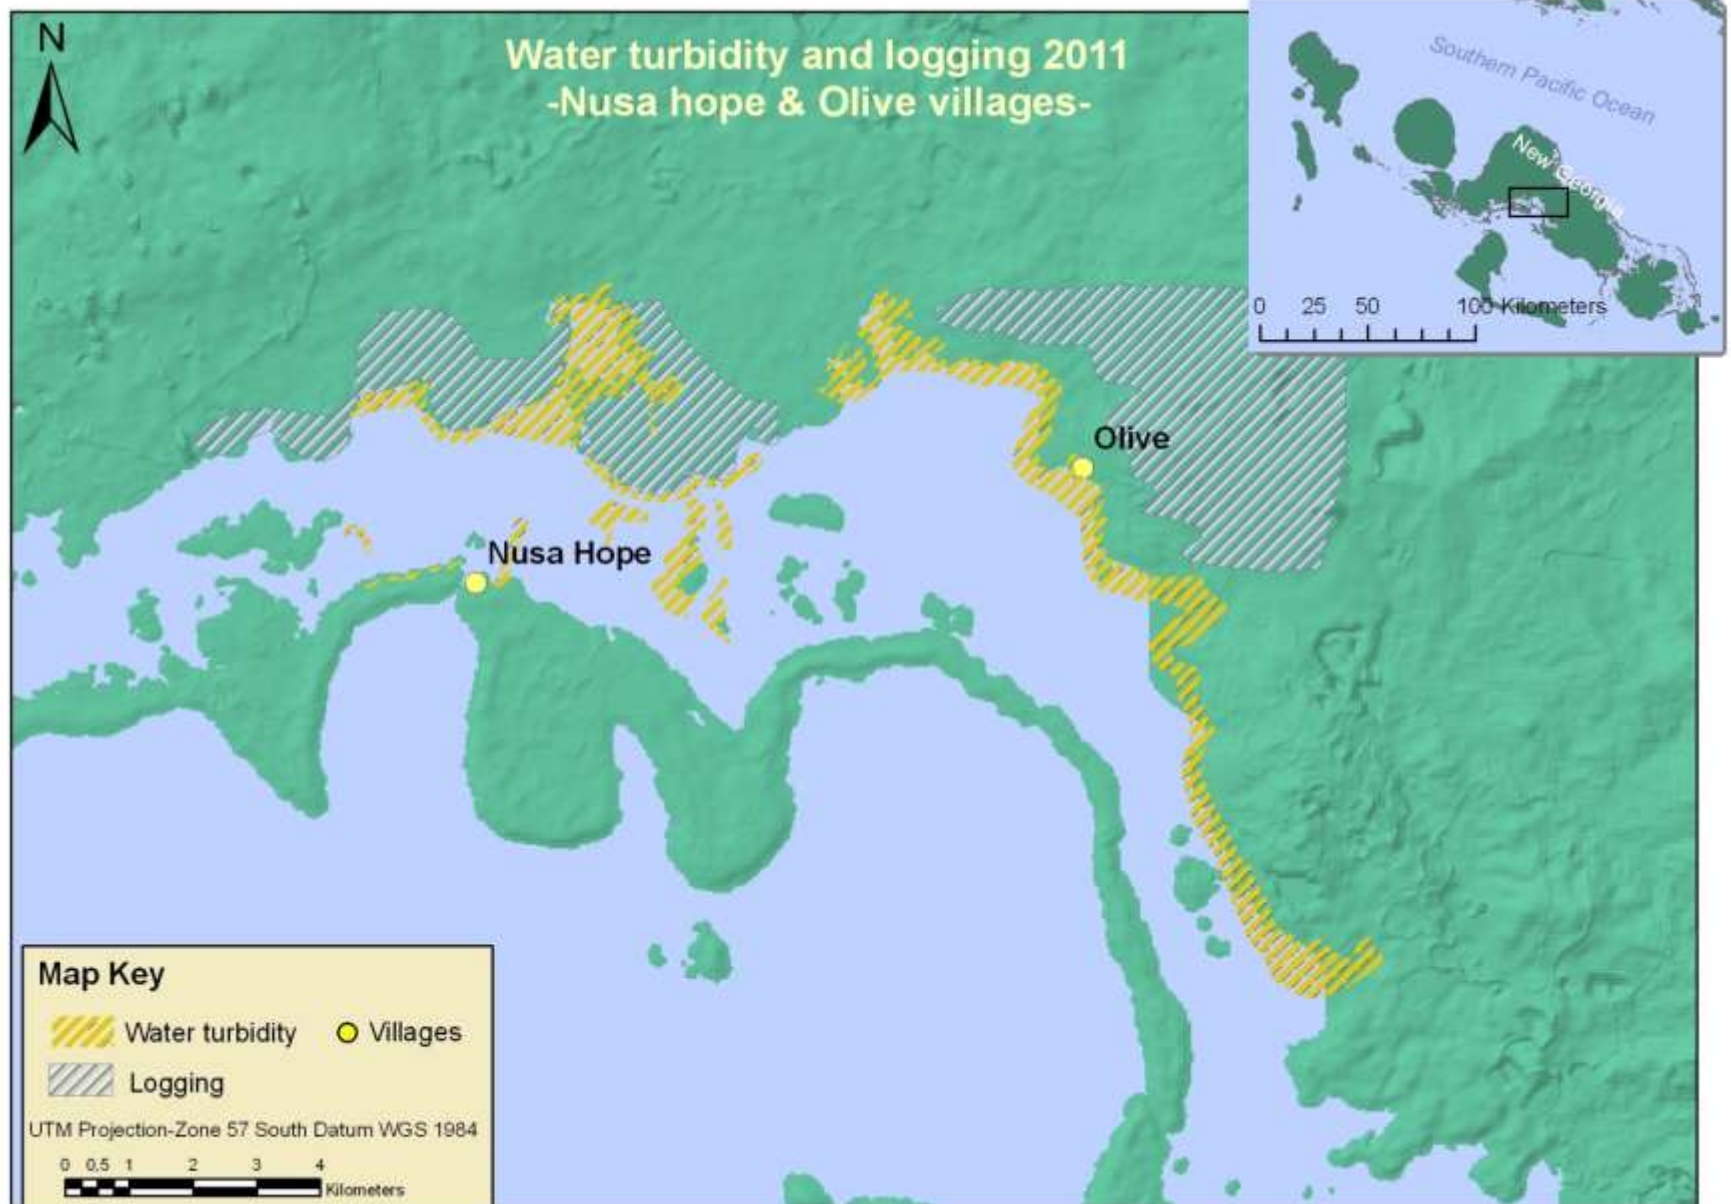 N
Water turbidity and logging 2011
-Nusa hope & Olive villages-
Southern Pacific Ocean
New Georgia
0 25 50 100 Kilometers
Olive
Nusa Hope
Map Key
Water turbidity
Villages
Logging
UTM Projection-Zone 57 South Datum WGS 1984
0 0,5 1 2 3 4
Kilometers